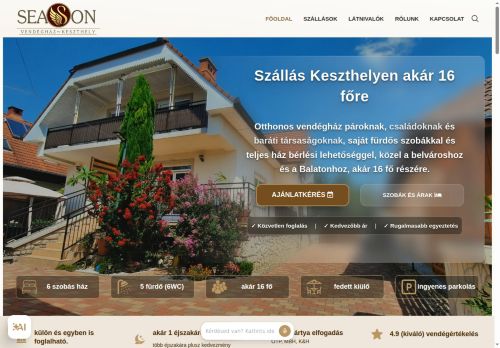 SEASON
VENDÉGHÁZ - KESZTHELY
FŐOLDAL
SZÁLLÁSOK
LÁTNIVALÓK
RÓLUNK
KAPCSOLAT
Szállás Keszthelyen akár 16
főre
Otthonos vendégház pároknak, családoknak és
baráti társaságoknak, saját fürdős szobákkal és
teljes ház bérlési lehetőséggel, közel a belvároshoz
és a Balatonhoz, akár 16 fő részére.
AJÁNLATKÉRÉS
SZOBÁK ÉS ÁRAK
✓ Közvetlen foglalás | ✓ Kedvezőbb ár | ✓ Rugalmasabb egyeztetés
6 szobás ház
5 fürdő (6WC)
akár 16 fő
fedett kiülő
ingyenes parkolás
AI
külön és egyben is
foglalható.
akár 1 éjszakára
több éjszakára plusz kedvezmény
Kérdésed van? Kattints ide
ártya elfogadás
OTP, MBH, K&H
4.9 (kiváló) vendégértékelés